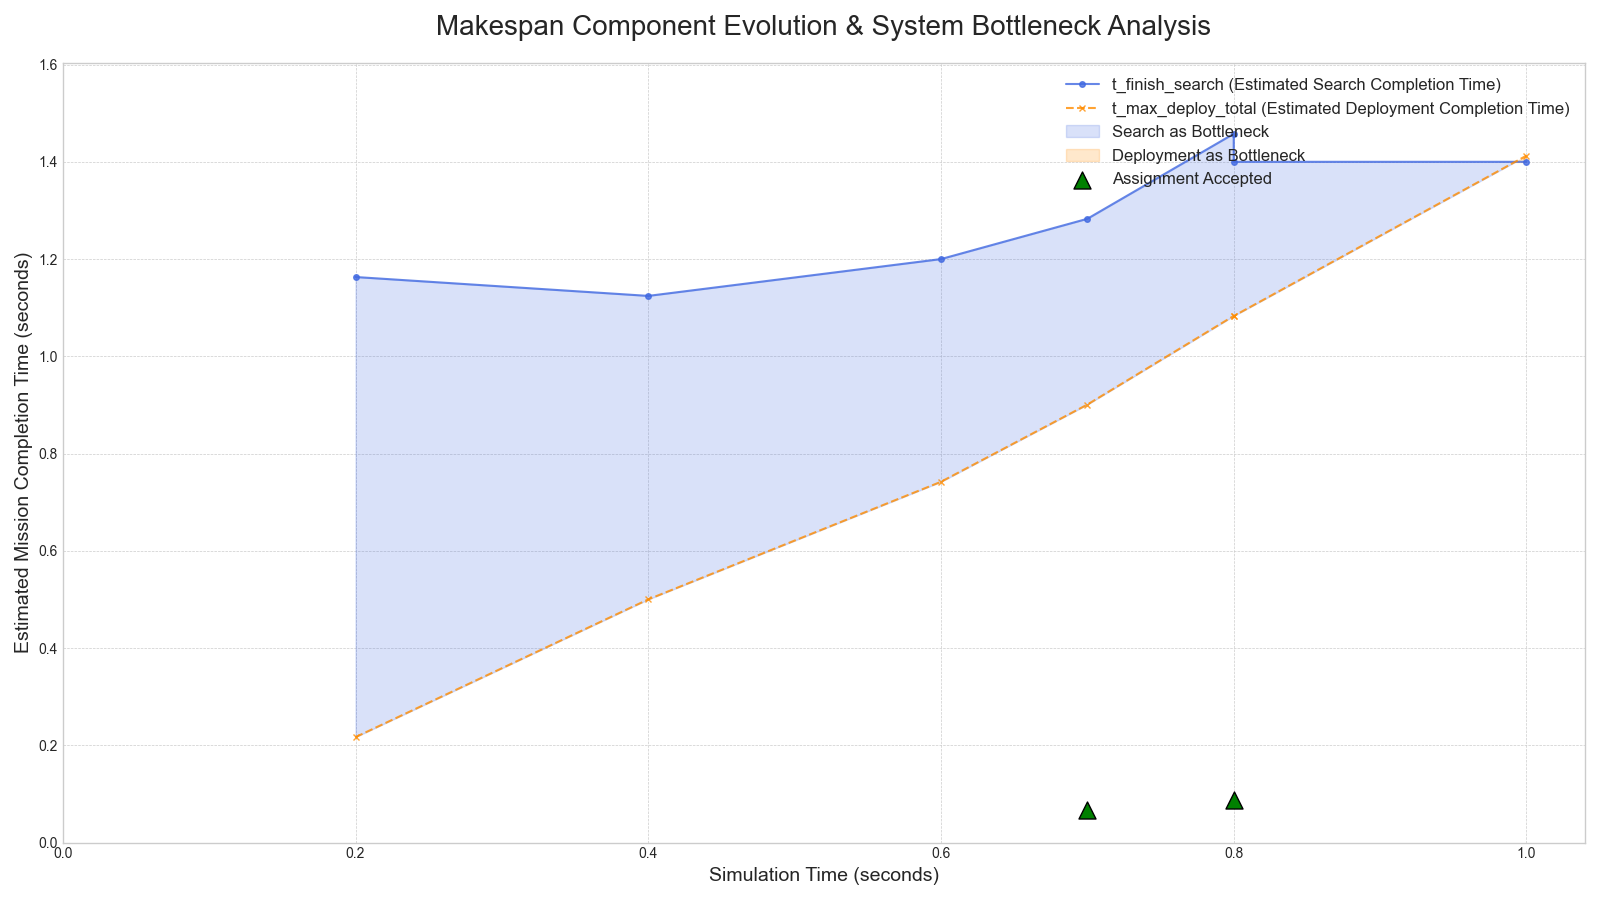 Makespan Component Evolution & System Bottleneck Analysis
t_finish_search (Estimated Search Completion Time)
t_max_deploy_total (Estimated Deployment Completion Time)
Search as Bottleneck
Deployment as Bottleneck
Assignment Accepted
Estimated Mission Completion Time (seconds)
1.6
1.4
1.2
1.0
0.8
0.6
0.4
0.2
0.0
0.0 0.2 0.4 0.6 0.8 1.0
Simulation Time (seconds)